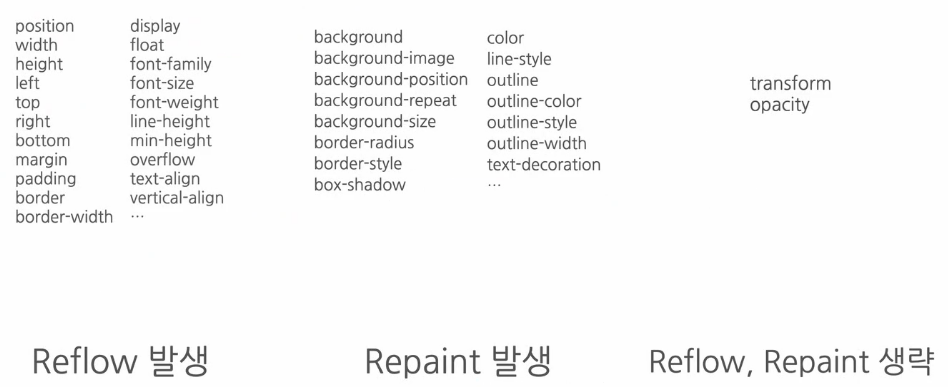 position
width
height
left
top
right
bottom
margin
padding
border
border-width
display
float
font-family
font-size
font-weight
line-height
min-height
overflow
text-align
vertical-align
…
Reflow 발생
background
background-image
background-position
background-repeat
background-size
border-radius
border-style
box-shadow
color
line-style
outline
outline-color
outline-style
outline-width
text-decoration
…
Repaint 발생
transform
opacity
Reflow, Repaint 생략